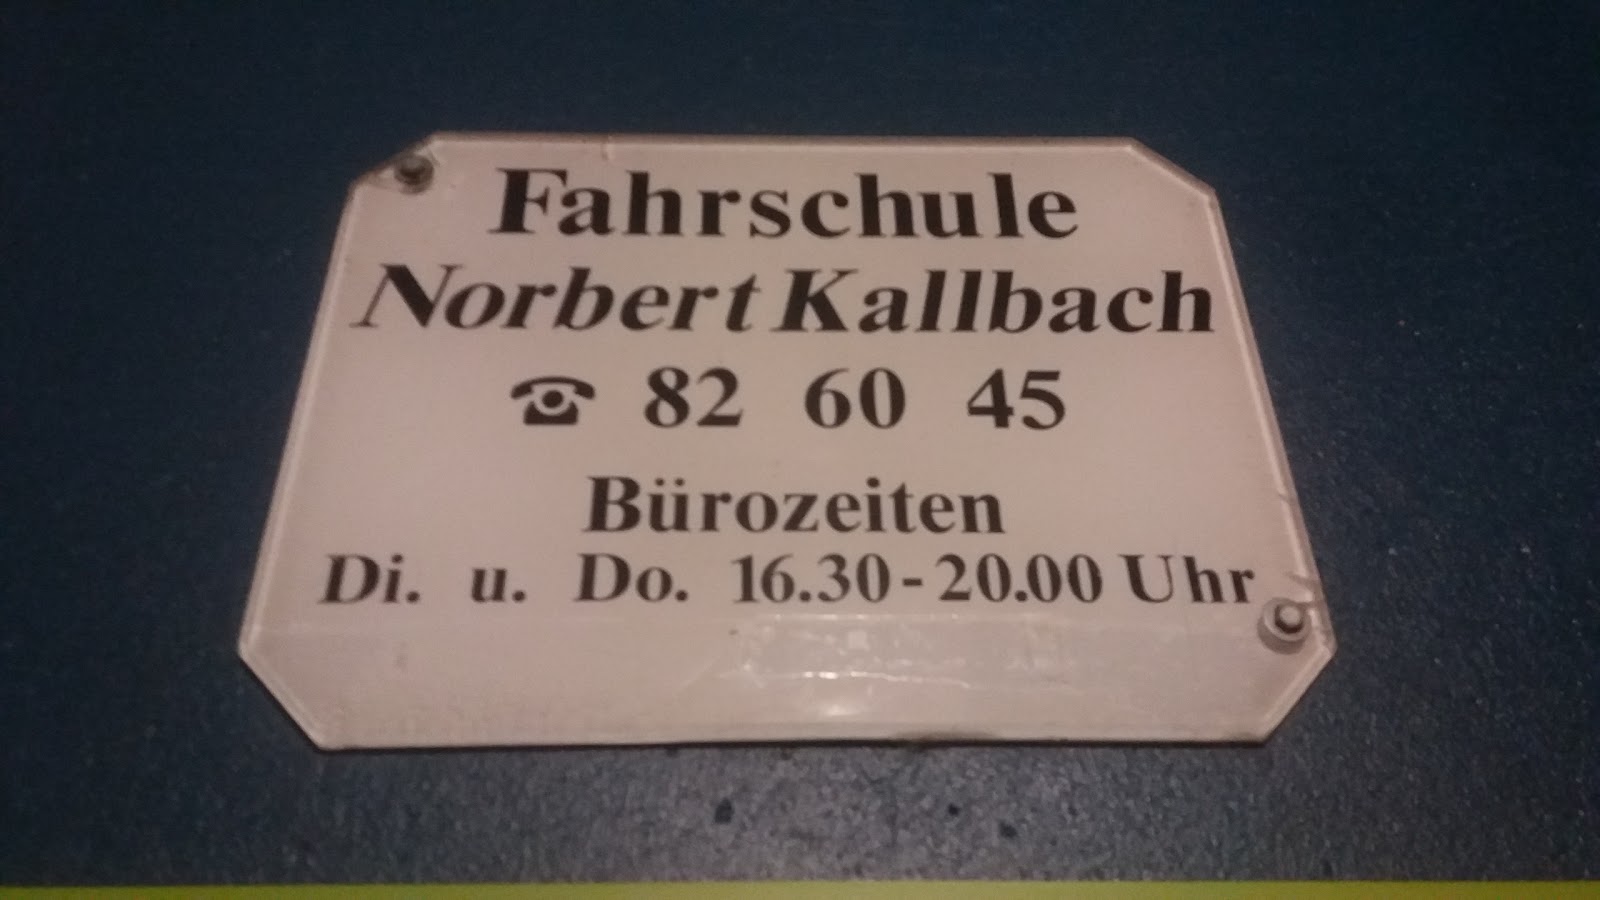 Fahrschule
Norbert Kallbach
☎ 82 60 45
Bürozeiten
Di. u. Do. 16.30-20.00 Uhr